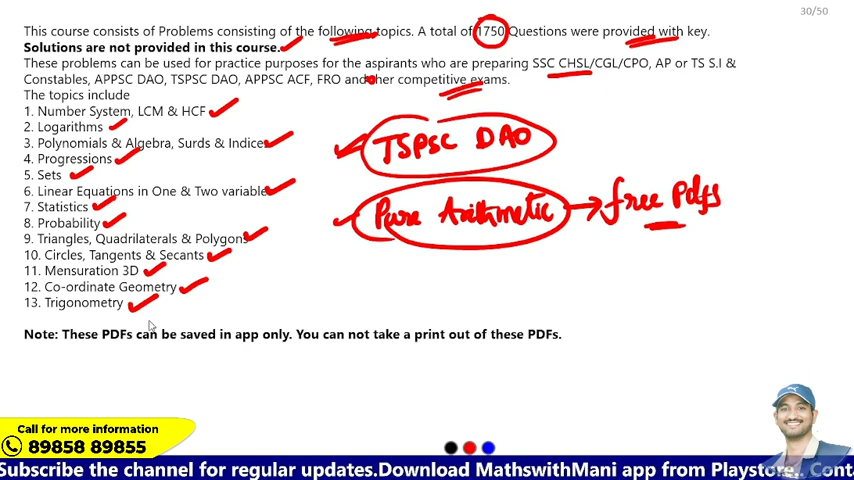 30/50
This course consists of Problems consisting of the following topics. A total of 1750 Questions were provided with key.
Solutions are not provided in this course.
These problems can be used for practice purposes for the aspirants who are preparing SSC CHSL/CGL/CPO, AP or TS S.I &
Constables, APPSC DAO, TSPSC DAO, APPSC ACF, FRO and other competitive exams.
The topics include
1. Number System, LCM & HCF
2. Logarithms
3. Polynomials & Algebra, Surds & Indices
4. Progressions
5. Sets
6. Linear Equations in One & Two variables
7. Statistics
8. Probability
9. Triangles, Quadrilaterals & Polygons
10. Circles, Tangents & Secants
11. Mensuration 3D
12. Co-ordinate Geometry
13. Trigonometry
TSPSC DAO
Pure Arithmetic → free Pdfs
Note: These PDFs can be saved in app only. You can not take a print out of these PDFs.
Call for more information
89858 89855
Subscribe the channel for regular updates.Download MathswithMani app from Playstore.. Conta